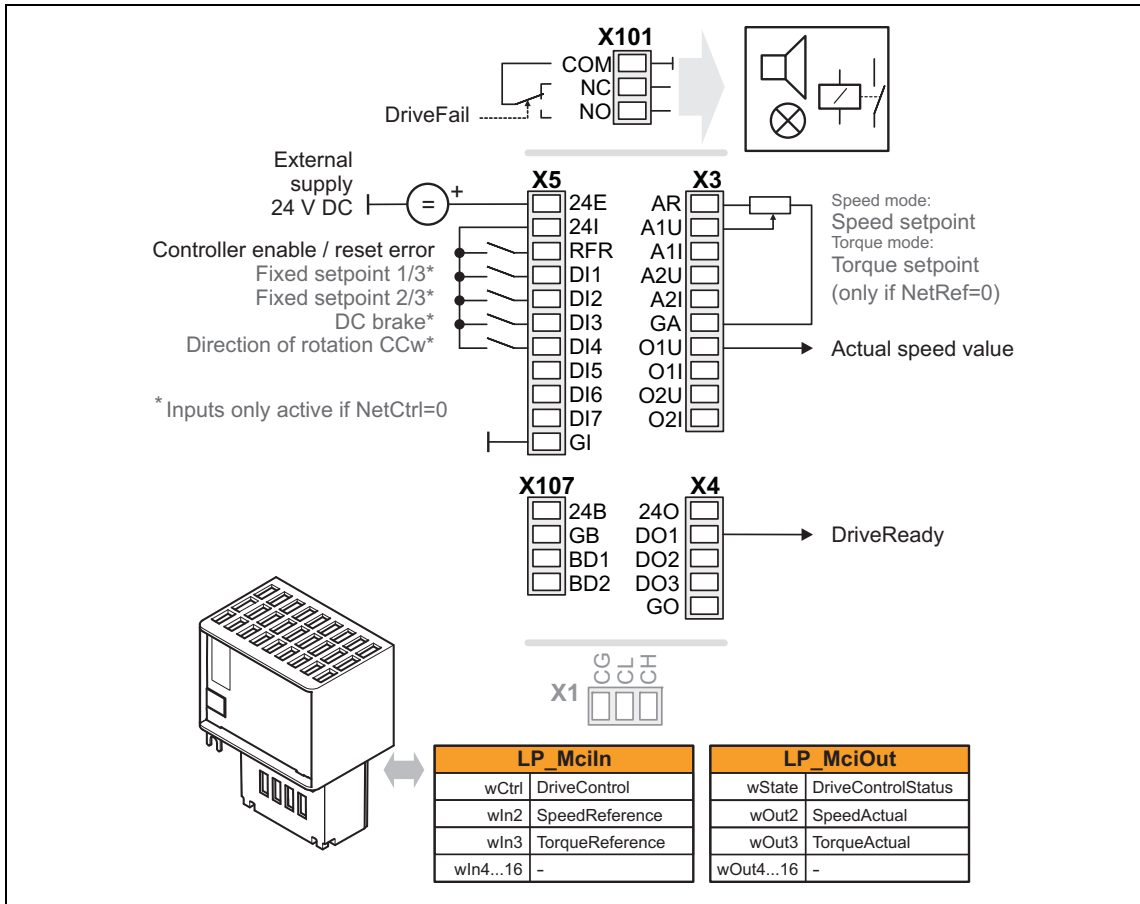 X101
COM
NC
NO
DriveFail
External
supply
24 V DC
=
+
X5
24E
24I
RFR
DI1
DI2
DI3
DI4
DI5
DI6
DI7
GI
Controller enable / reset error
Fixed setpoint 1/3*
Fixed setpoint 2/3*
DC brake*
Direction of rotation CCw*
* Inputs only active if NetCtrl=0
X3
AR
A1U
A1I
A2U
A2I
GA
O1U
O1I
O2U
O2I
Speed mode:
Speed setpoint
Torque mode:
Torque setpoint
(only if NetRef=0)
Actual speed value
X107
24B
GB
BD1
BD2
X4
24O
DO1
DO2
DO3
GO
DriveReady
X1
CG
CL
CH
LP_MciIn
wCtrl DriveControl
wIn2 SpeedReference
wIn3 TorqueReference
wIn4...16 -
LP_MciOut
wState DriveControlStatus
wOut2 SpeedActual
wOut3 TorqueActual
wOut4...16 -